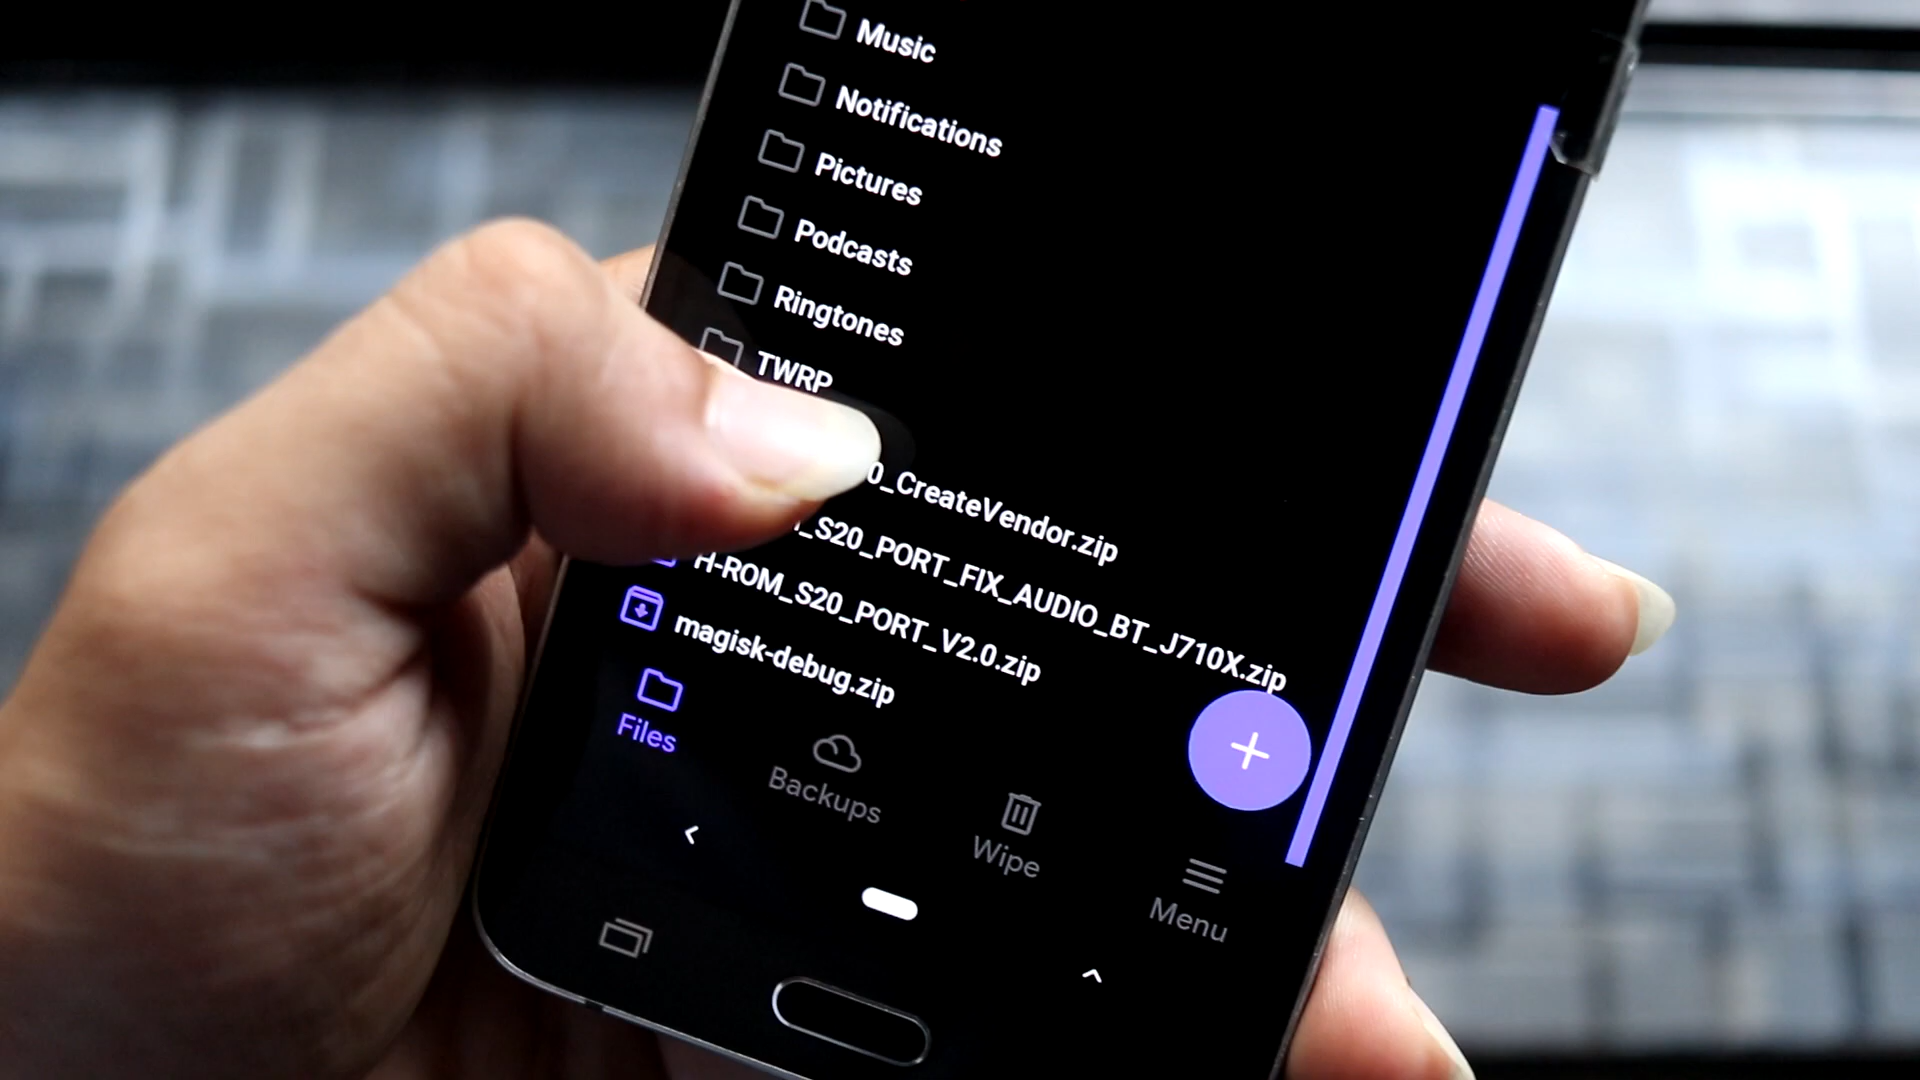 Music
Notifications
Pictures
Podcasts
Ringtones
TWRP
0_CreateVendor.zip
_S20_PORT_FIX_AUDIO_BT_J710X.zip
H-ROM_S20_PORT_V2.0.zip
magisk-debug.zip
Files
Backups
Wipe
Menu